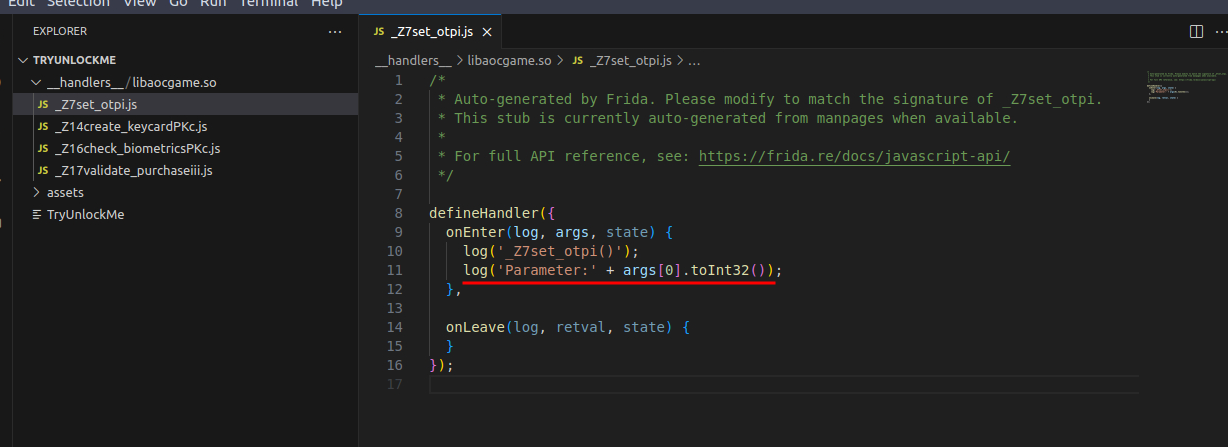 Edit Selection View Go Run Terminal Help
EXPLORER ...
_Z7set_otpi.js
TRYUNLOCKME
__handlers__ / libaocgame.so
JS _Z7set_otpi.js
JS _Z14create_keycardPKc.js
JS _Z16check_biometricsPKc.js
JS _Z17validate_purchaseiii.js
assets
TryUnlockMe
JS _Z7set_otpi.js ×
__handlers__ > libaocgame.so > JS _Z7set_otpi.js > ...
1 /*
2 * Auto-generated by Frida. Please modify to match the signature of _Z7set_otpi.
3 * This stub is currently auto-generated from manpages when available.
4 *
5 * For full API reference, see: https://frida.re/docs/javascript-api/
6 */
7
8 defineHandler({
9 onEnter(log, args, state) {
10 log('_Z7set_otpi()');
11 log('Parameter:' + args[0].toInt32());
12 },
13
14 onLeave(log, retval, state) {
15 }
16 });
17